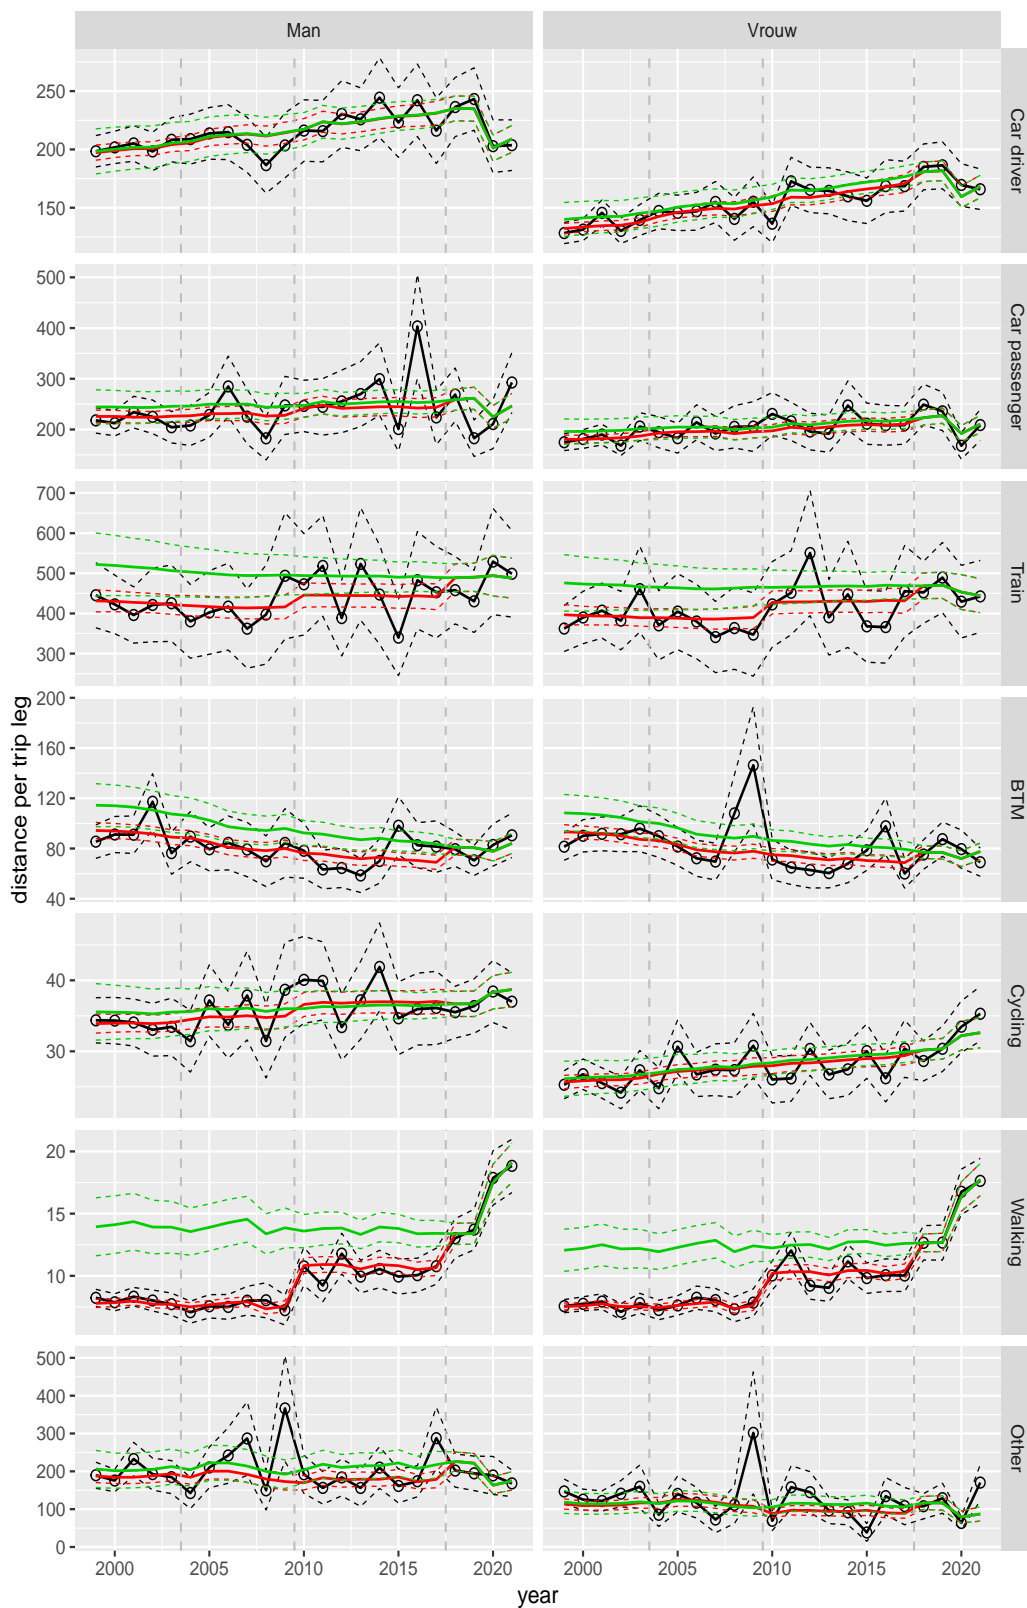 Man Vrouw
250
200
150
Car driver
500
400
300
200
Car passenger
700
600
500
400
300
Train
200
160
120
80
40
BTM
distance per trip leg
40
30
Cycling
20
15
10
Walking
500
400
300
200
100
0
Other
2000 2005 2010 2015 2020 2000 2005 2010 2015 2020
year